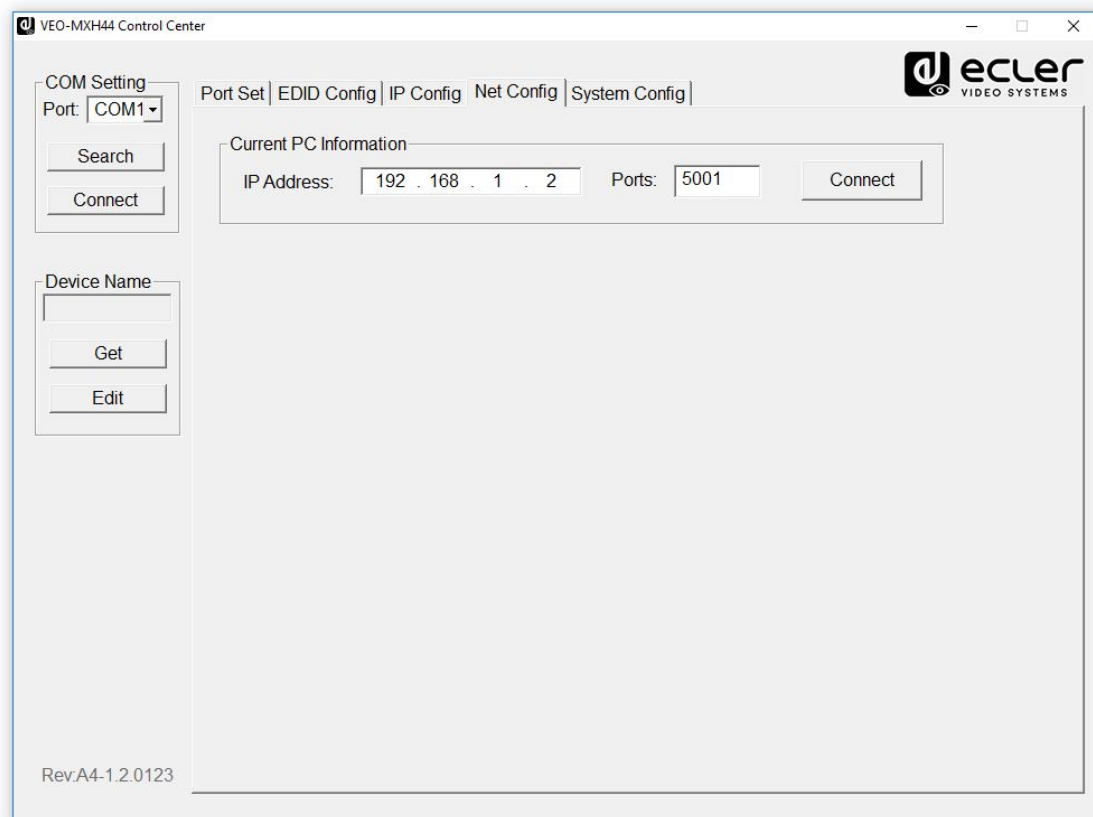 VEO-MXH44 Control Center
ecler
VIDEO SYSTEMS
COM Setting
Port: COM1
Search
Connect
Device Name
Get
Edit
Rev:A4-1.2.0123
Port Set EDID Config IP Config Net Config System Config
Current PC Information
IP Address: 192 . 168 . 1 . 2 Ports: 5001 Connect